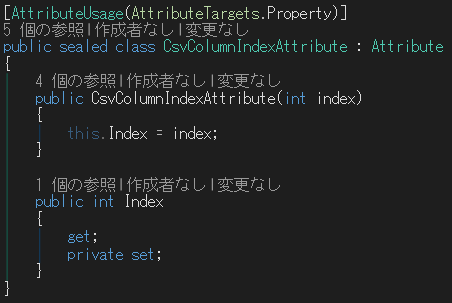 [AttributeUsage(AttributeTargets.Property)]
5 個の参照|作成者なし|変更なし
public sealed class CsvColumnIndexAttribute : Attribute
{
    4 個の参照|作成者なし|変更なし
    public CsvColumnIndexAttribute(int index)
    {
        this.Index = index;
    }

    1 個の参照|作成者なし|変更なし
    public int Index
    {
        get;
        private set;
    }
}